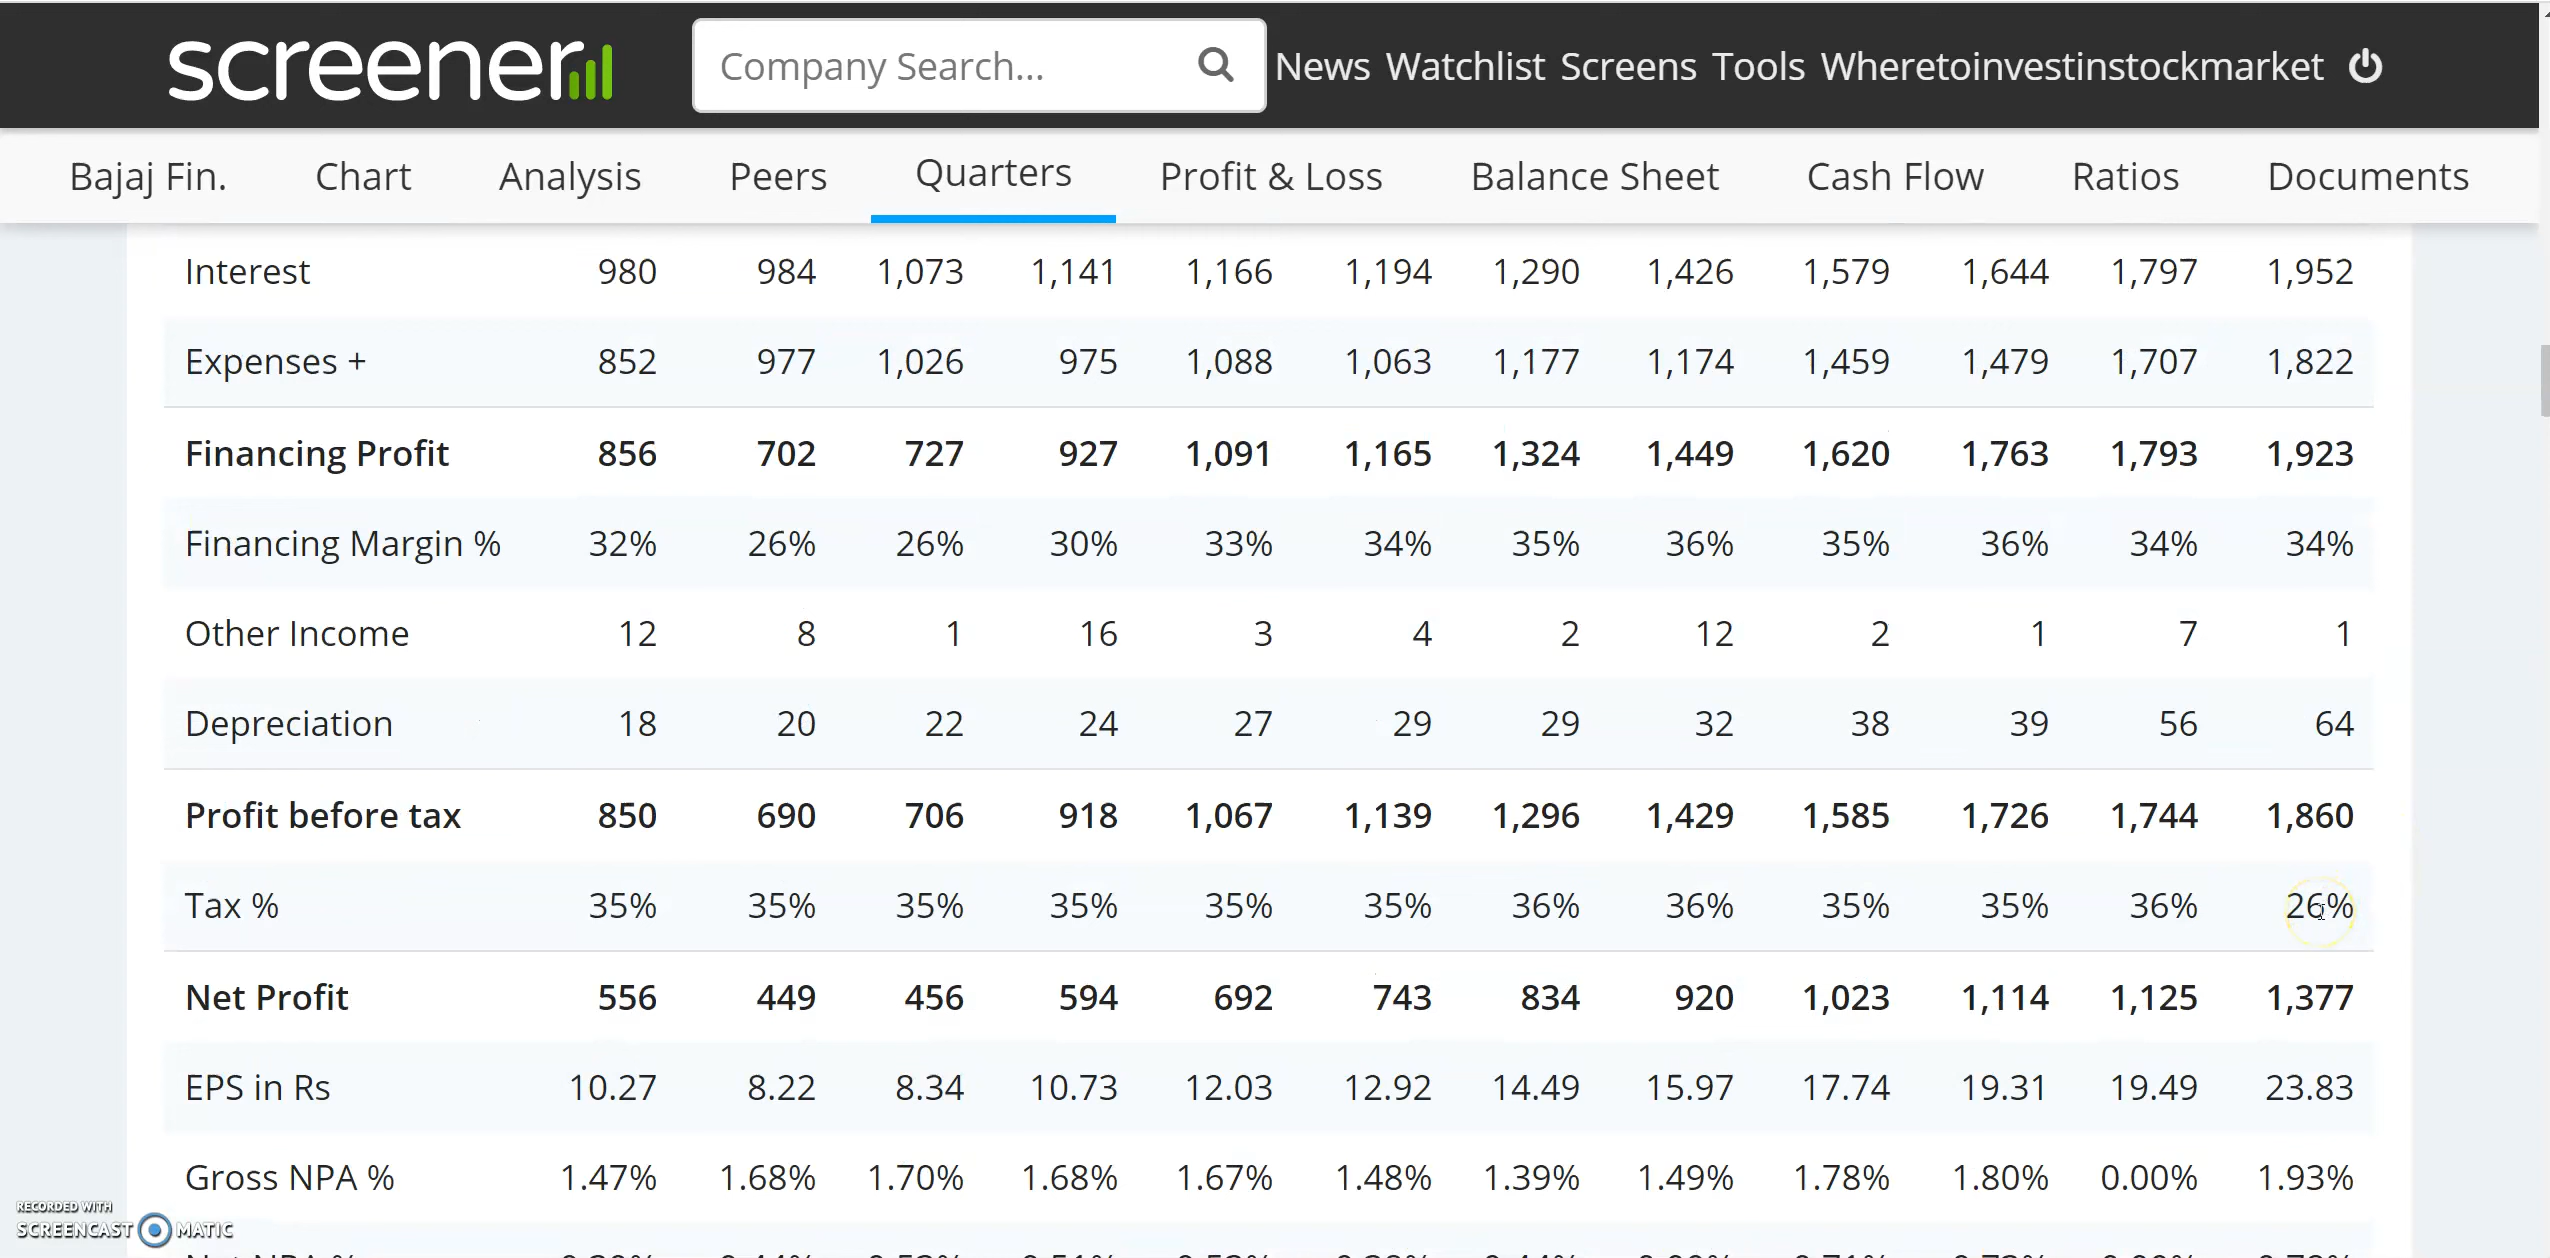 screener Company Search... News Watchlist Screens Tools Wheretoinvestinstockmarket
Bajaj Fin. Chart Analysis Peers Quarters Profit & Loss Balance Sheet Cash Flow Ratios Documents
Interest 980 984 1,073 1,141 1,166 1,194 1,290 1,426 1,579 1,644 1,797 1,952
Expenses + 852 977 1,026 975 1,088 1,063 1,177 1,174 1,459 1,479 1,707 1,822
Financing Profit 856 702 727 927 1,091 1,165 1,324 1,449 1,620 1,763 1,793 1,923
Financing Margin % 32% 26% 26% 30% 33% 34% 35% 36% 35% 36% 34% 34%
Other Income 12 8 1 16 3 4 2 12 2 1 7 1
Depreciation 18 20 22 24 27 29 29 32 38 39 56 64
Profit before tax 850 690 706 918 1,067 1,139 1,296 1,429 1,585 1,726 1,744 1,860
Tax % 35% 35% 35% 35% 35% 35% 36% 36% 35% 35% 36% 26%
Net Profit 556 449 456 594 692 743 834 920 1,023 1,114 1,125 1,377
EPS in Rs 10.27 8.22 8.34 10.73 12.03 12.92 14.49 15.97 17.74 19.31 19.49 23.83
Gross NPA % 1.47% 1.68% 1.70% 1.68% 1.67% 1.48% 1.39% 1.49% 1.78% 1.80% 0.00% 1.93%
RECORDED WITH
SCREENCAST MATIC